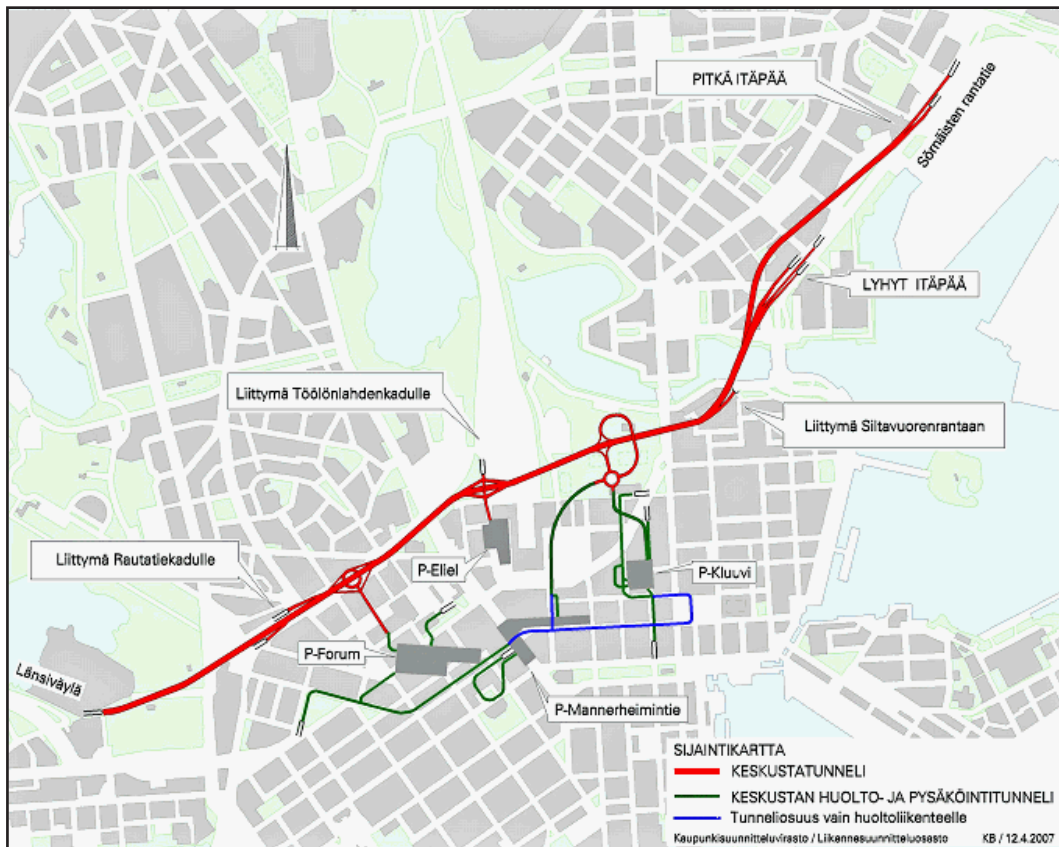 PITKÄ ITÄPÄÄ
Sörnäisten rantatie
LYHYT ITÄPÄÄ
Liittymä Töölönlahdenkadulle
Liittymä Siltavuorenrantaan
Liittymä Rautatiekadulle
P-Eliel
P-Kluuvi
P-Forum
Länsiväylä
P-Mannerheimintie
SIJAINTIKARTTA
KESKUSTATUNNELI
KESKUSTAN HUOLTO- JA PYSÄKÖINTITUNNELI
Tunneliosuus vain huoltoliikenteelle
Kaupunkisuunnitteluvirasto / Liikennesuunnitteluosasto KB / 12.4.2007